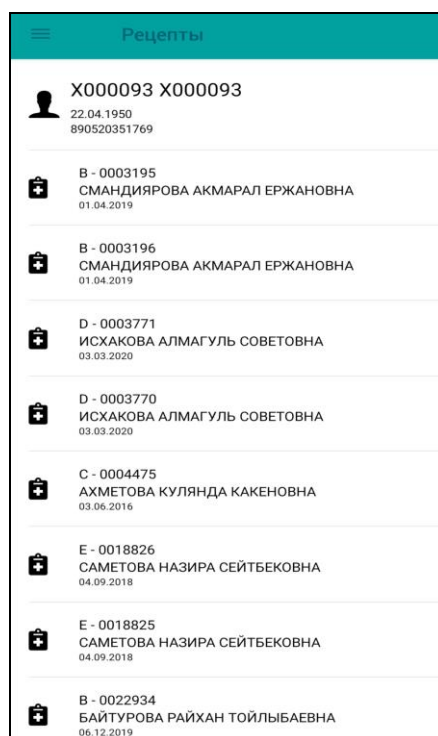 Рецепты
X000093 X000093
22.04.1950
890520351769
B - 0003195
СМАНДИЯРОВА АКМАРАЛ ЕРЖАНОВНА
01.04.2019
B - 0003196
СМАНДИЯРОВА АКМАРАЛ ЕРЖАНОВНА
01.04.2019
D - 0003771
ИСХАКОВА АЛМАГУЛЬ СОВЕТОВНА
03.03.2020
D - 0003770
ИСХАКОВА АЛМАГУЛЬ СОВЕТОВНА
03.03.2020
C - 0004475
АХМЕТОВА КУЛЯНДА КАКЕНОВНА
03.06.2016
E - 0018826
САМЕТОВА НАЗИРА СЕЙТБЕКОВНА
04.09.2018
E - 0018825
САМЕТОВА НАЗИРА СЕЙТБЕКОВНА
04.09.2018
B - 0022934
БАЙТУРОВА РАЙХАН ТОЙЛЫБАЕВНА
06.12.2019